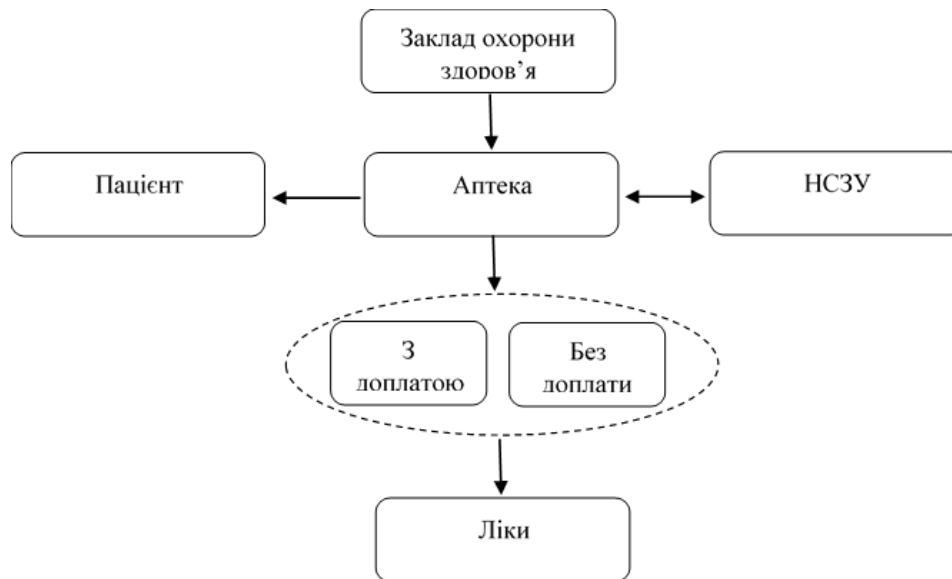 Заклад охорони
здоров’я
Пацієнт
Аптека
НСЗУ
З
доплатою
Без
доплати
Ліки